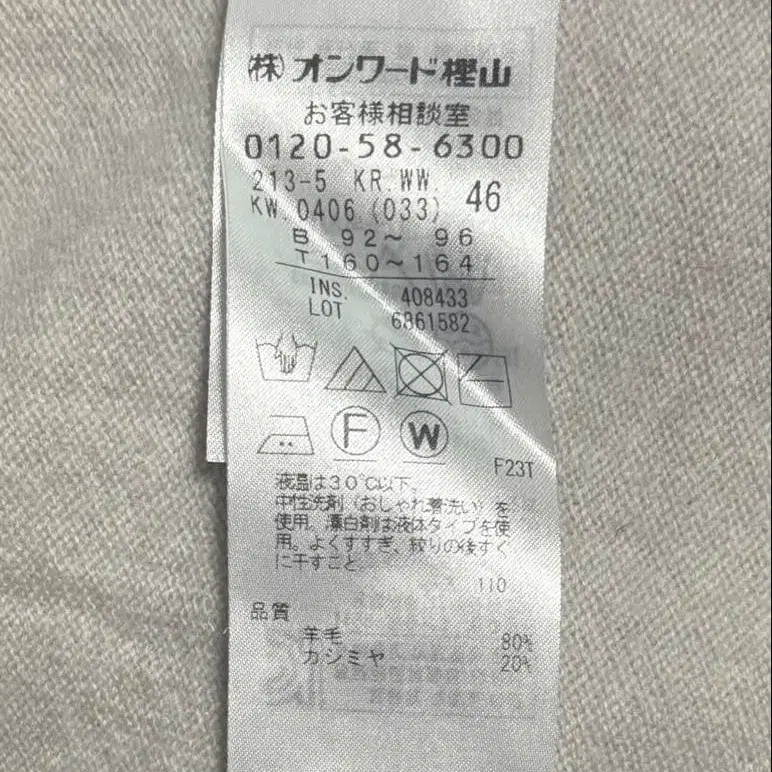 (株)オンワード樫山
お客様相談室
0120-58-6300
213-5 KR.WW. 46
KW.0406(033)
B 92～ 96
T160～164
INS. 408433
LOT 6861582
F
W
F23T
液温は30℃以下。
中性洗剤(おしゃれ着洗い)を
使用。漂白剤は液体タイプを使
用。よくすすぎ、絞りの後すぐ
に干すこと。
110
品質
羊毛 80%
カシミヤ 20%